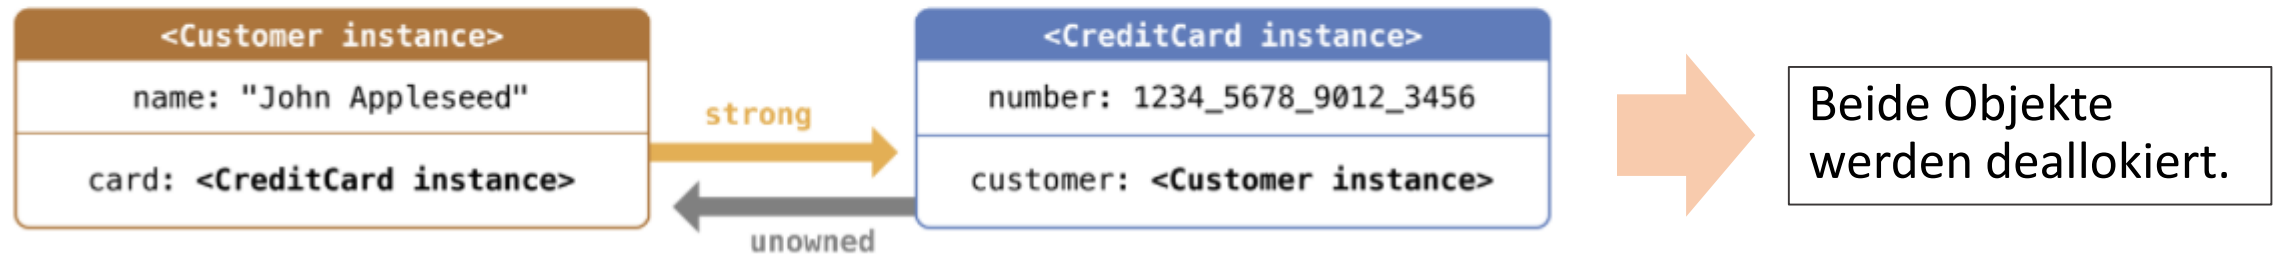 <Customer instance>
name: "John Appleseed"
card: <CreditCard instance>
strong
unowned
<CreditCard instance>
number: 1234_5678_9012_3456
customer: <Customer instance>
Beide Objekte
werden deallokiert.